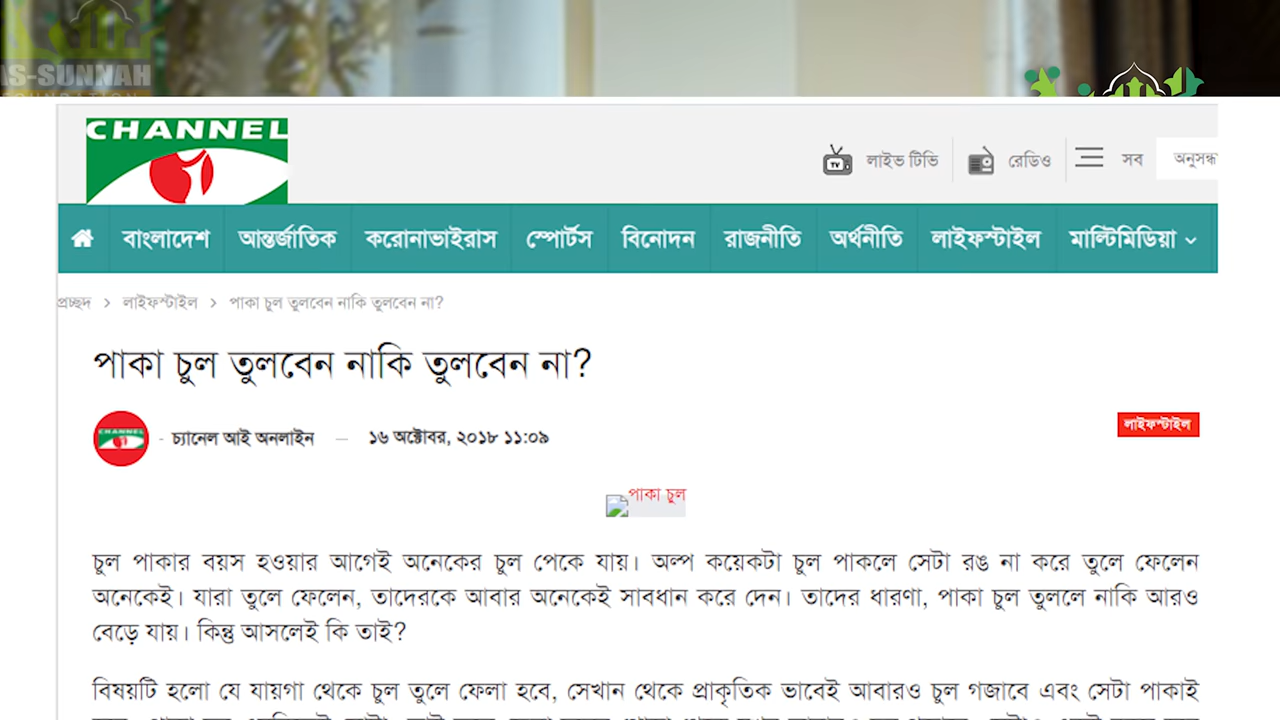 AS-SUNNAH
FOUNDATION
CHANNEL
TV
লাইভ টিভি
রেডিও
সব
বাংলাদেশ
আন্তর্জাতিক
করোনাভাইরাস
স্পোর্টস
বিনোদন
রাজনীতি
অর্থনীতি
লাইফস্টাইল
মাল্টিমিডিয়া
প্রচ্ছদ > লাইফস্টাইল > পাকা চুল তুলবেন নাকি তুলবেন না?
পাকা চুল তুলবেন নাকি তুলবেন না?
CHANNEL
- চ্যানেল আই অনলাইন — ১৬ অক্টোবর, ২০১৮ ১১:০৯
লাইফস্টাইল
পাকা চুল
চুল পাকার বয়স হওয়ার আগেই অনেকের চুল পেকে যায়। অল্প কয়েকটা চুল পাকলে সেটা রঙ না করে তুলে ফেলেন
অনেকেই। যারা তুলে ফেলেন, তাদেরকে আবার অনেকেই সাবধান করে দেন। তাদের ধারণা, পাকা চুল তুললে নাকি আরও
বেড়ে যায়। কিন্তু আসলেই কি তাই?
বিষয়টি হলো যে যায়গা থেকে চুল তুলে ফেলা হবে, সেখান থেকে প্রাকৃতিক ভাবেই আবারও চুল গজাবে এবং সেটা পাকাই